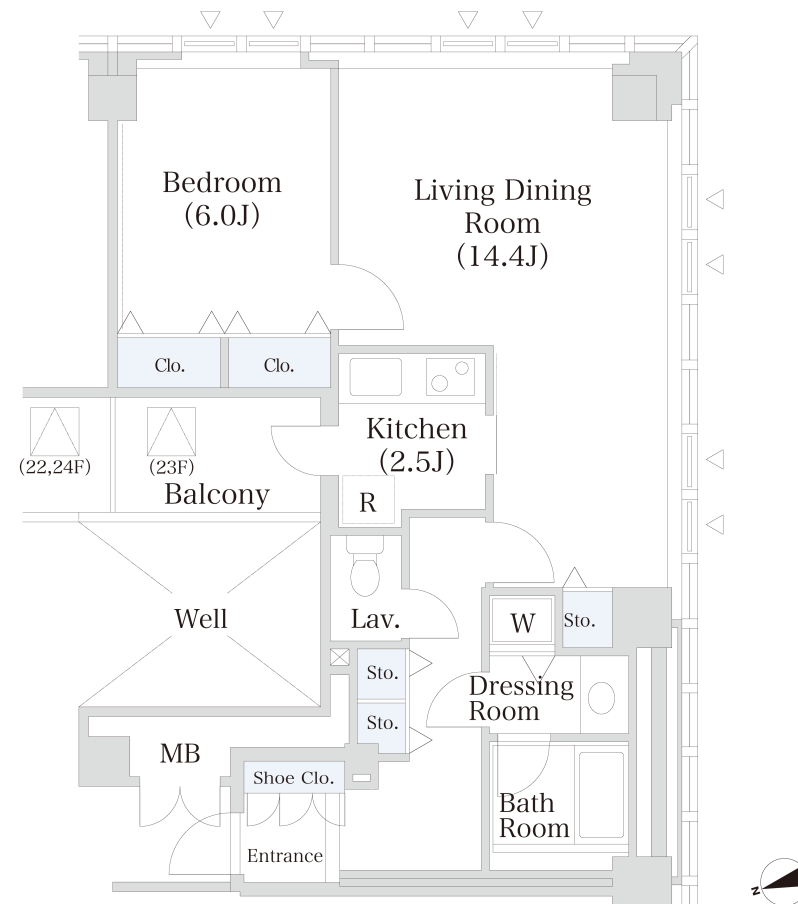 Bedroom
(6.0J)
Living Dining
Room
(14.4J)
Clo.
Clo.
Kitchen
(2.5J)
(22,24F)
(23F)
Balcony
R
Well
Lav.
W
Sto.
Sto.
Dressing
Room
Sto.
MB
Shoe Clo.
Bath
Room
Entrance
N